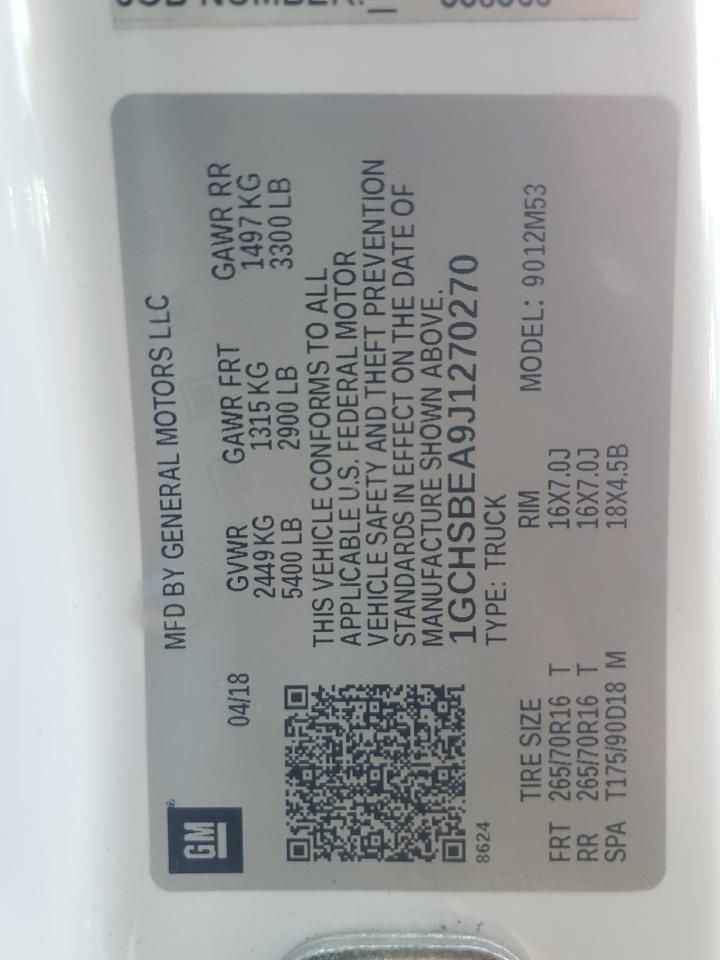 JOB NUMBER:_
MFD BY GENERAL MOTORS LLC
GM
04/18
GVWR GAWR FRT GAWR RR
2449 KG 1315 KG 1497 KG
5400 LB 2900 LB 3300 LB
THIS VEHICLE CONFORMS TO ALL
APPLICABLE U.S. FEDERAL MOTOR
VEHICLE SAFETY AND THEFT PREVENTION
STANDARDS IN EFFECT ON THE DATE OF
MANUFACTURE SHOWN ABOVE.
1GCHSBEA9J1270270
8624
TYPE: TRUCK
TIRE SIZE RIM MODEL: 9012M53
FRT 265/70R16 T 16X7.0J
RR 265/70R16 T 16X7.0J
SPA T175/90D18 M 18X4.5B